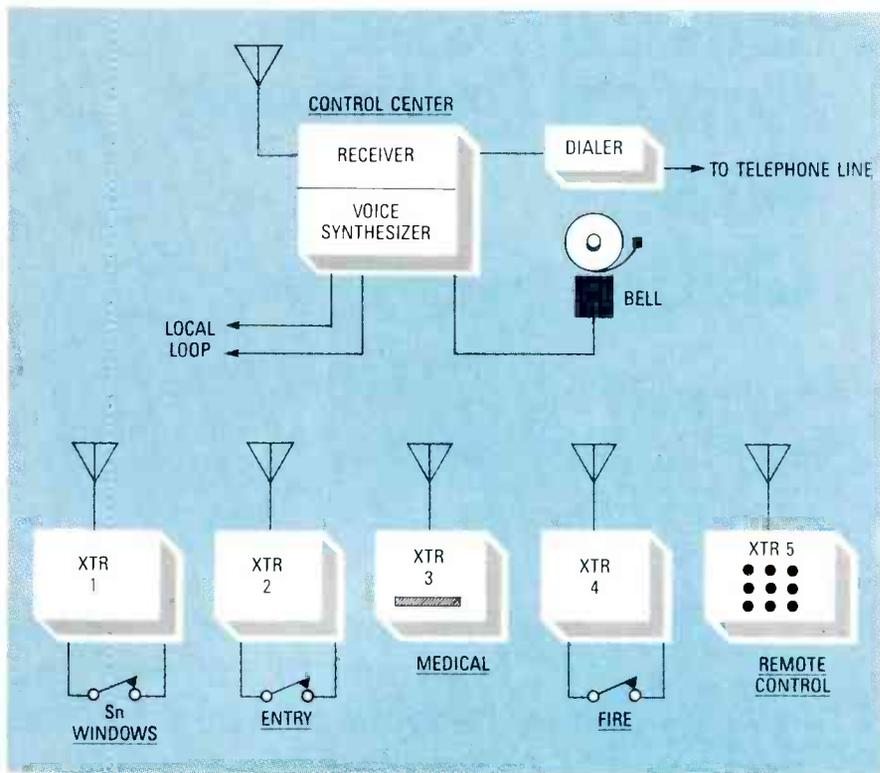 CONTROL CENTER
RECEIVER
VOICE
SYNTHESIZER
DIALER
TO TELEPHONE LINE
BELL
LOCAL
LOOP
XTR
1
XTR
2
XTR
3
XTR
4
XTR 5
Sn
WINDOWS
ENTRY
MEDICAL
FIRE
REMOTE
CONTROL